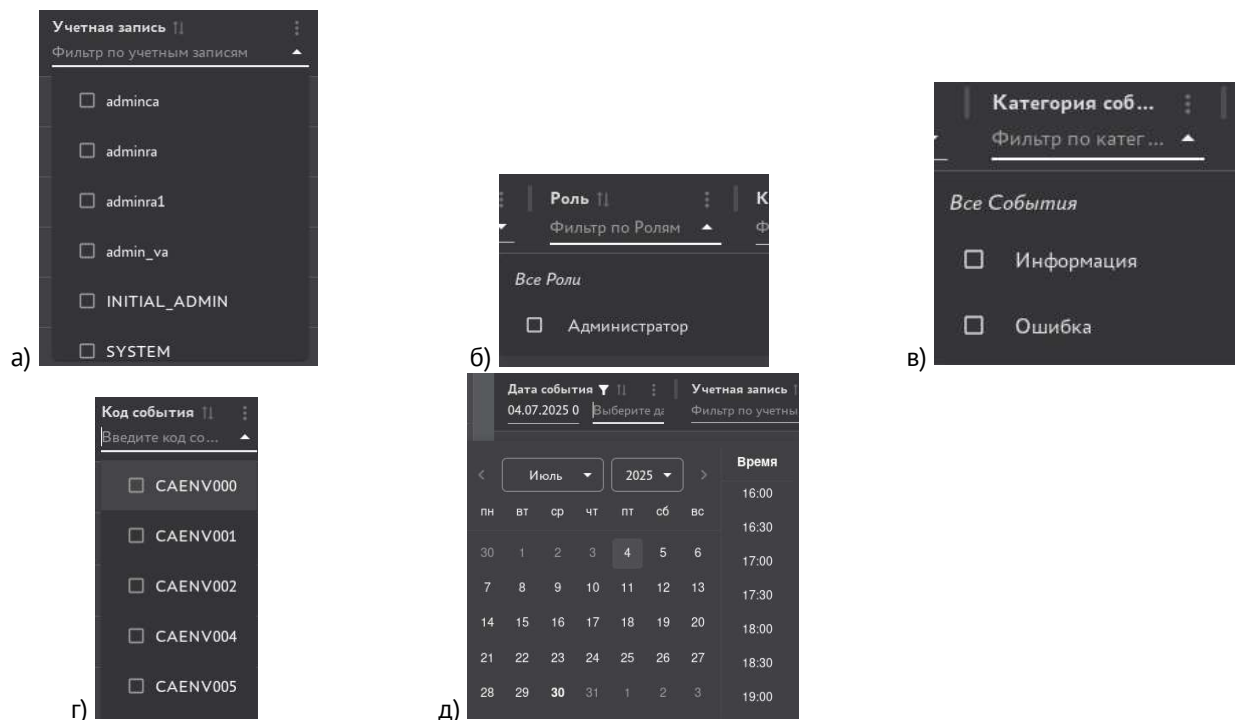 Учетная запись
Фильтр по учетным записям
adminca
adminra
adminra1
admin_va
INITIAL_ADMIN
SYSTEM
а)
Роль
Фильтр по Ролям
К
Ф
Все Роли
Администратор
б)
Категория соб...
Фильтр по катег ...
Все События
Информация
Ошибка
в)
Код события
Введите код со...
CAENV000
CAENV001
CAENV002
CAENV004
CAENV005
г)
Дата события Учетная запись
04.07.2025 0 Выберите да Фильтр по учетны
Июль 2025 Время
16:00
пн вт ср чт пт сб вс
16:30
30 1 2 3 4 5 6
17:00
7 8 9 10 11 12 13
17:30
14 15 16 17 18 19 20
18:00
21 22 23 24 25 26 27
18:30
28 29 30 31 1 2 3
19:00
д)